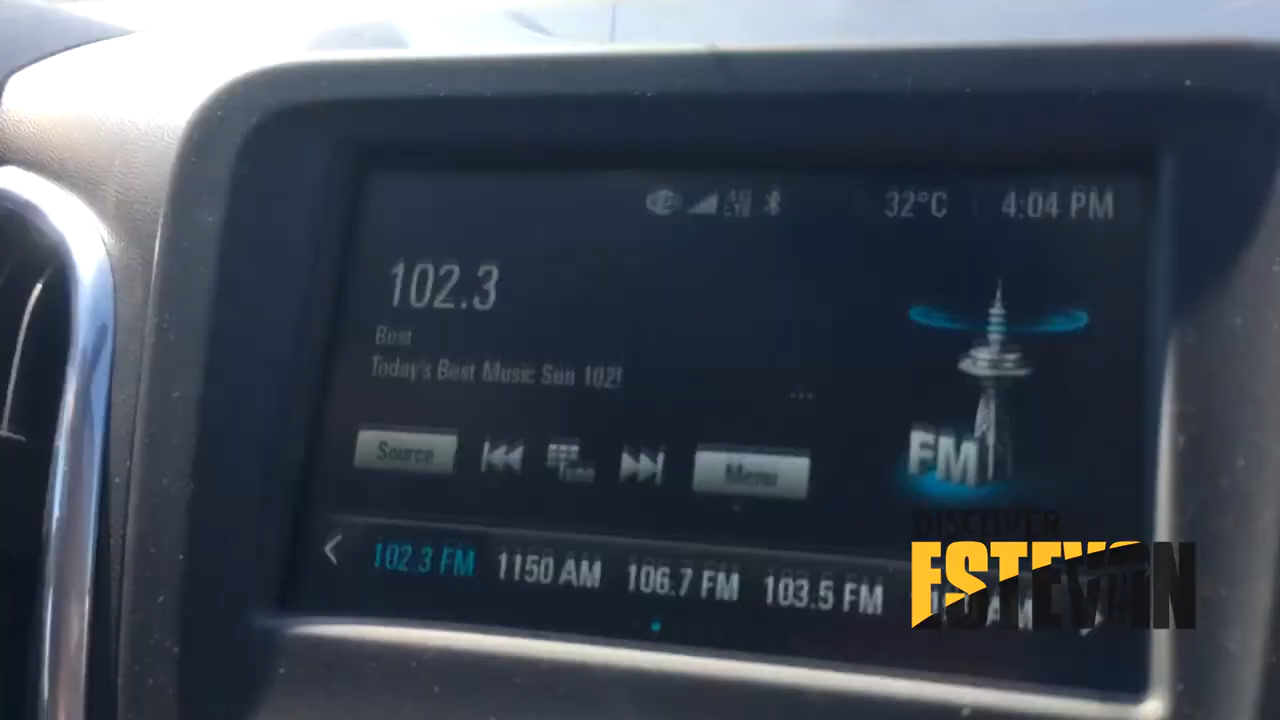 32°C 4:04 PM
102.3
Best
Today's Best Music Sun 102!
...
Source Tune Menu
FM
102.3 FM 1150 AM 106.7 FM 103.5 FM
DISCOVER
ESTEVAN